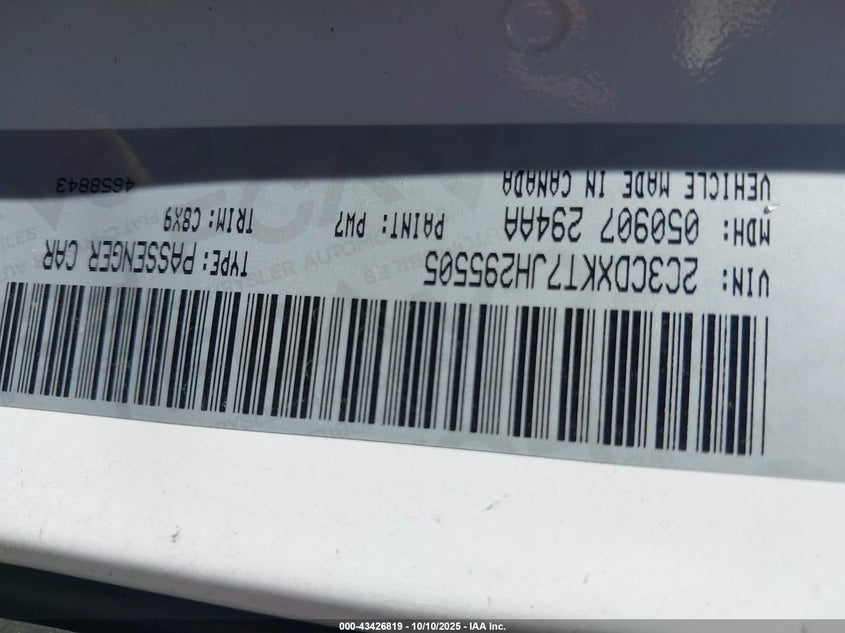 VIN: 2C3CDXKT7JH295505 TYPE: PASSENGER CAR
MDH: 050907 294AA PAINT: PW7 TRIM: C8X9
VEHICLE MADE IN CANADA 4658843
000-43426819 - 10/10/2025 - IAA Inc.